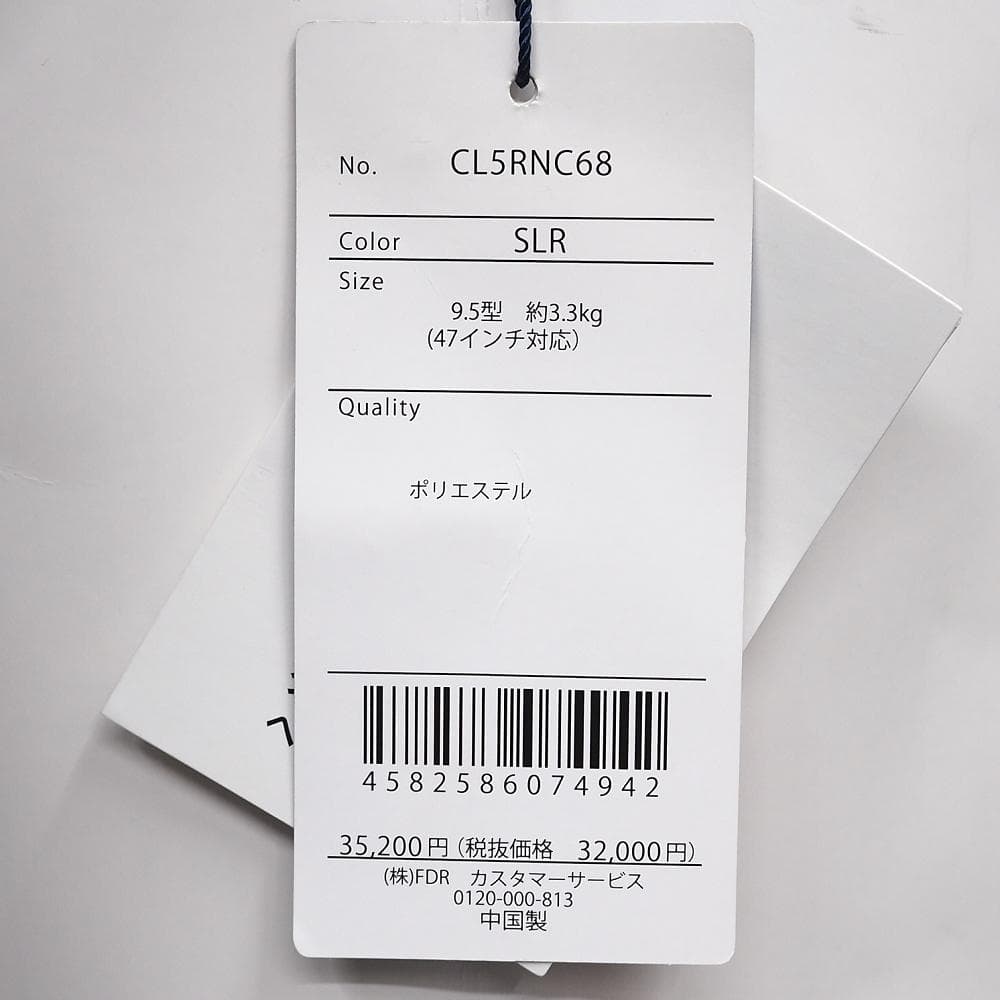 No. CL5RNC68
Color SLR
Size
9.5型 約3.3kg
(47インチ対応)
Quality
ポリエステル
4582586074942
35,200円(税抜価格 32,000円)
(株)FDR カスタマーサービス
0120-000-813
中国製